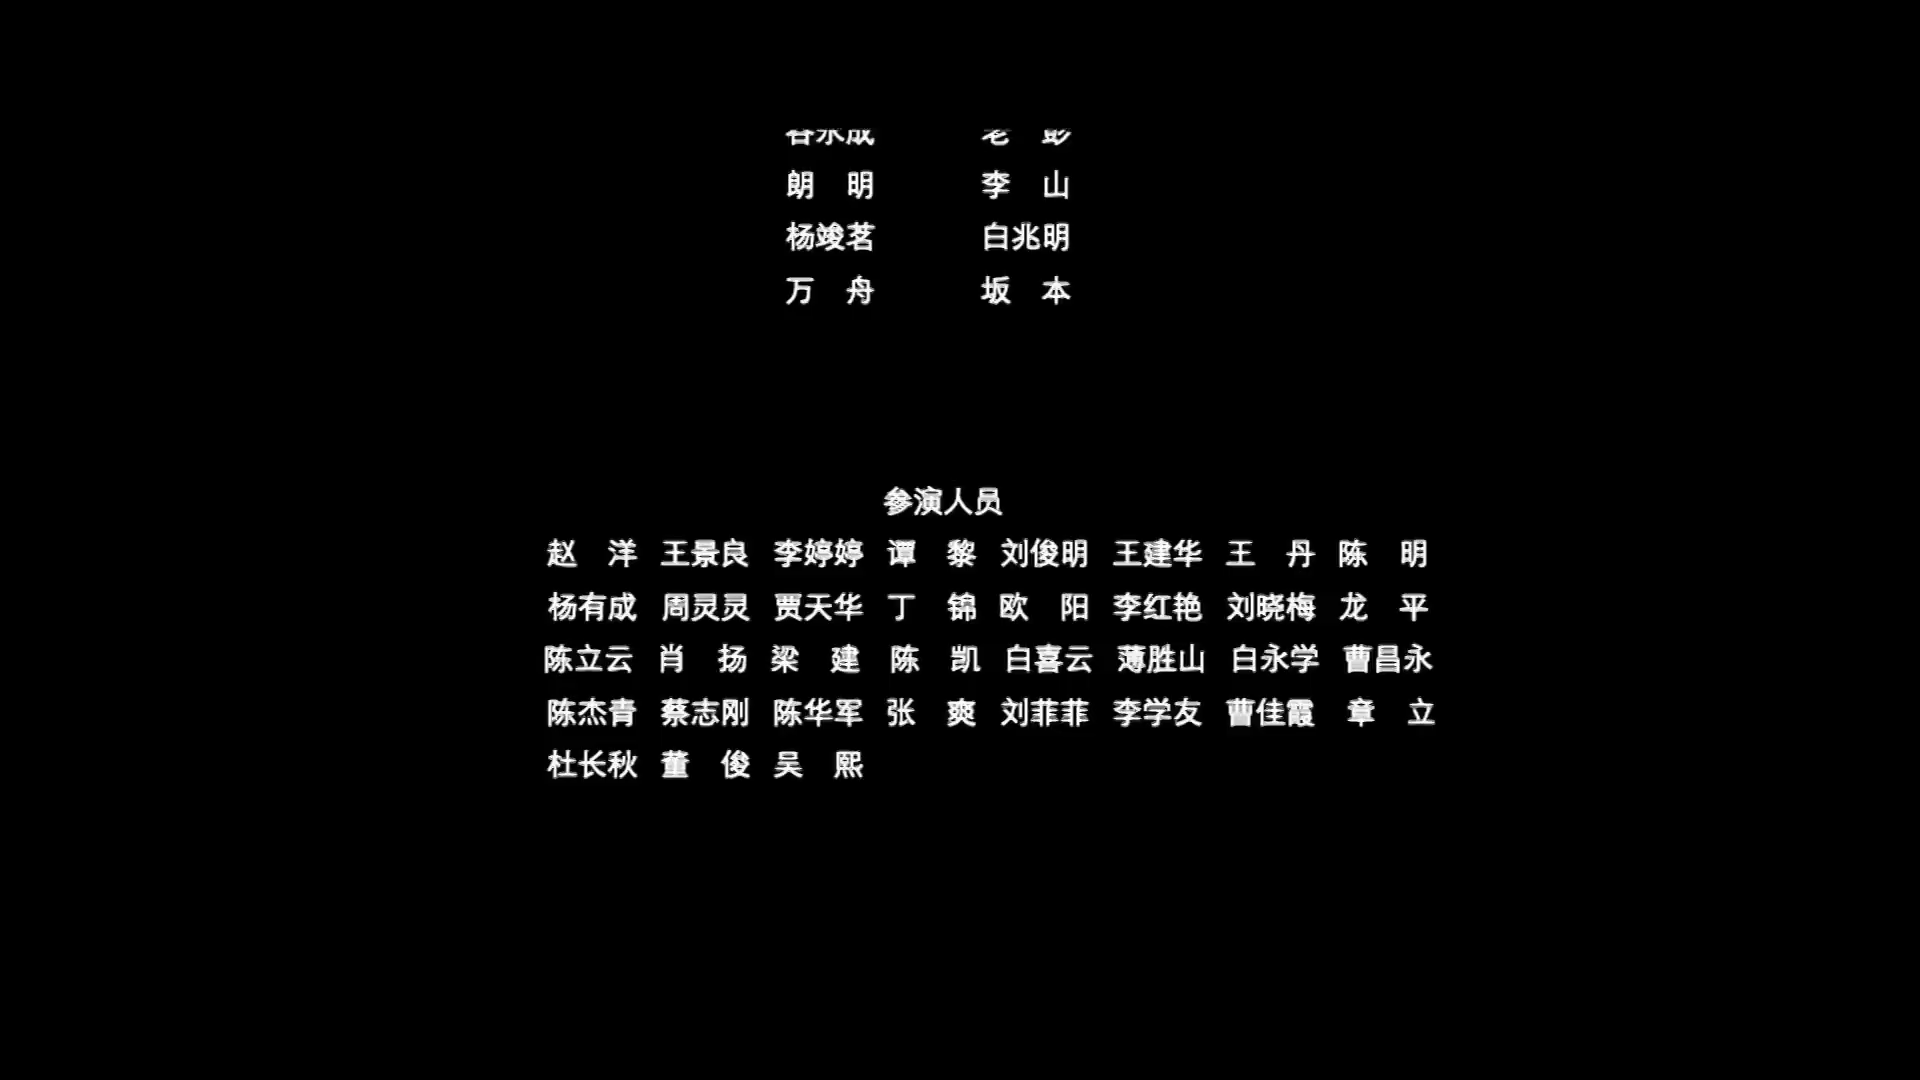 谷永成 老 彭
朗 明 李 山
杨竣茗 白兆明
万 舟 坂 本
参演人员
赵 洋 王景良 李婷婷 谭 黎 刘俊明 王建华 王 丹 陈 明
杨有成 周灵灵 贾天华 丁 锦 欧 阳 李红艳 刘晓梅 龙 平
陈立云 肖 扬 梁 建 陈 凯 白喜云 薄胜山 白永学 曹昌永
陈杰青 蔡志刚 陈华军 张 爽 刘菲菲 李学友 曹佳霞 章 立
杜长秋 董 俊 吴 熙